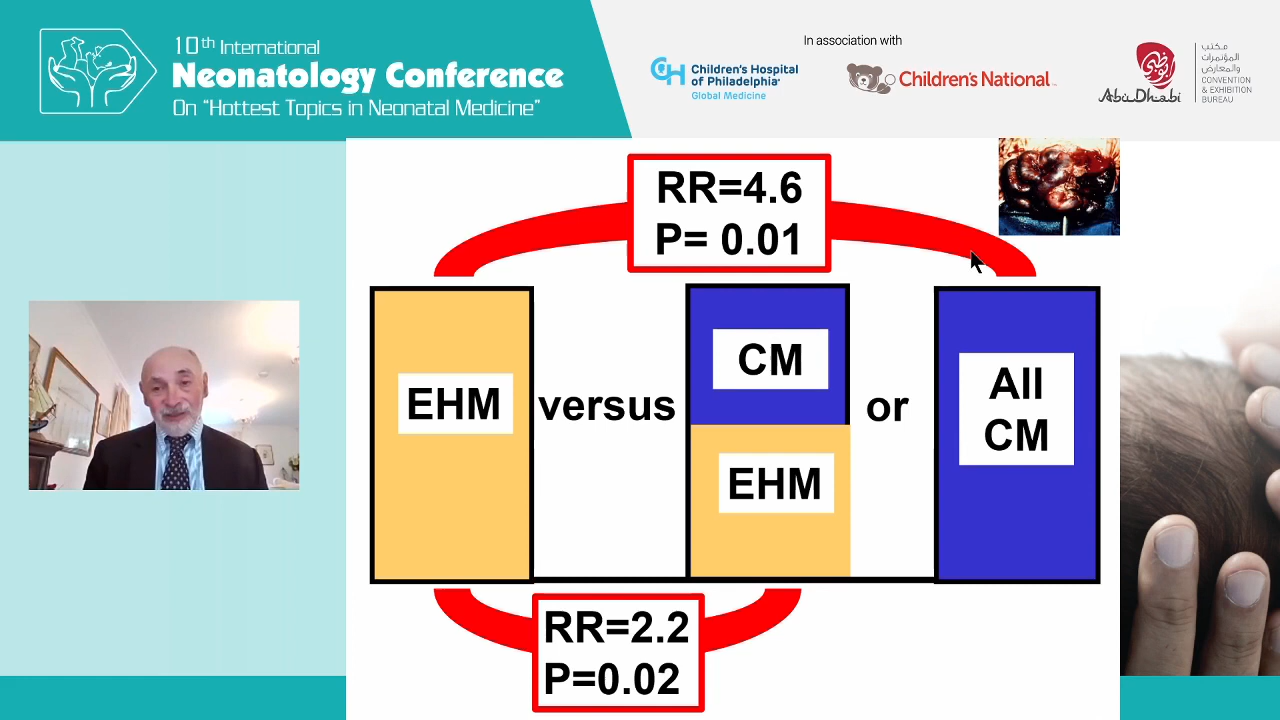 10th International
Neonatology Conference
On "Hottest Topics in Neonatal Medicine"
In association with
CH Children's Hospital
of Philadelphia
Global Medicine
Children's National
Abu Dhabi
أبوظبي
مكتب
المؤتمرات
والمعارض
CONVENTION
& EXHIBITION
BUREAU
RR=4.6
P= 0.01
EHM
versus
CM
EHM
or
All
CM
RR=2.2
P=0.02